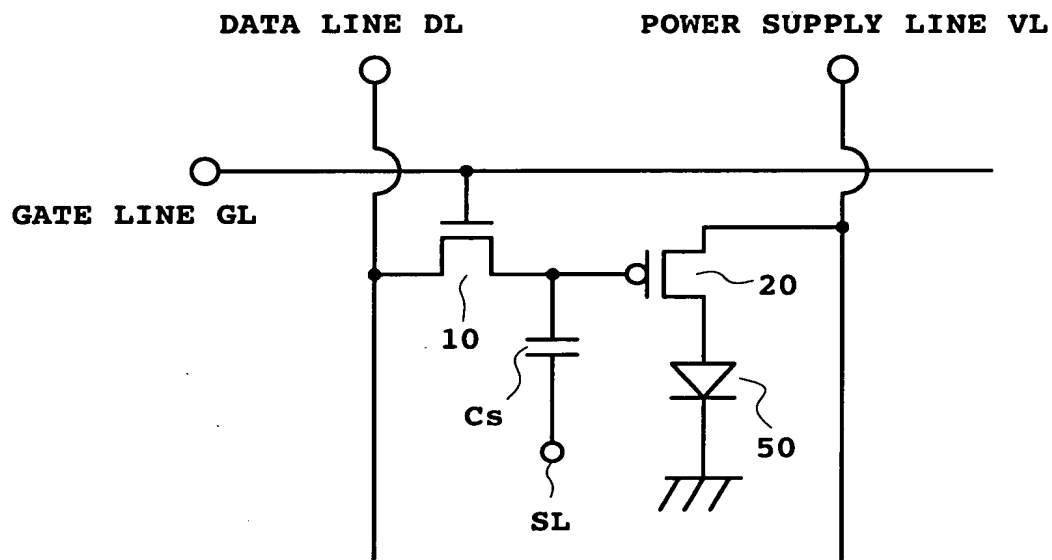 DATA LINE DL
POWER SUPPLY LINE VL
GATE LINE GL
20
10
Cs
50
SL